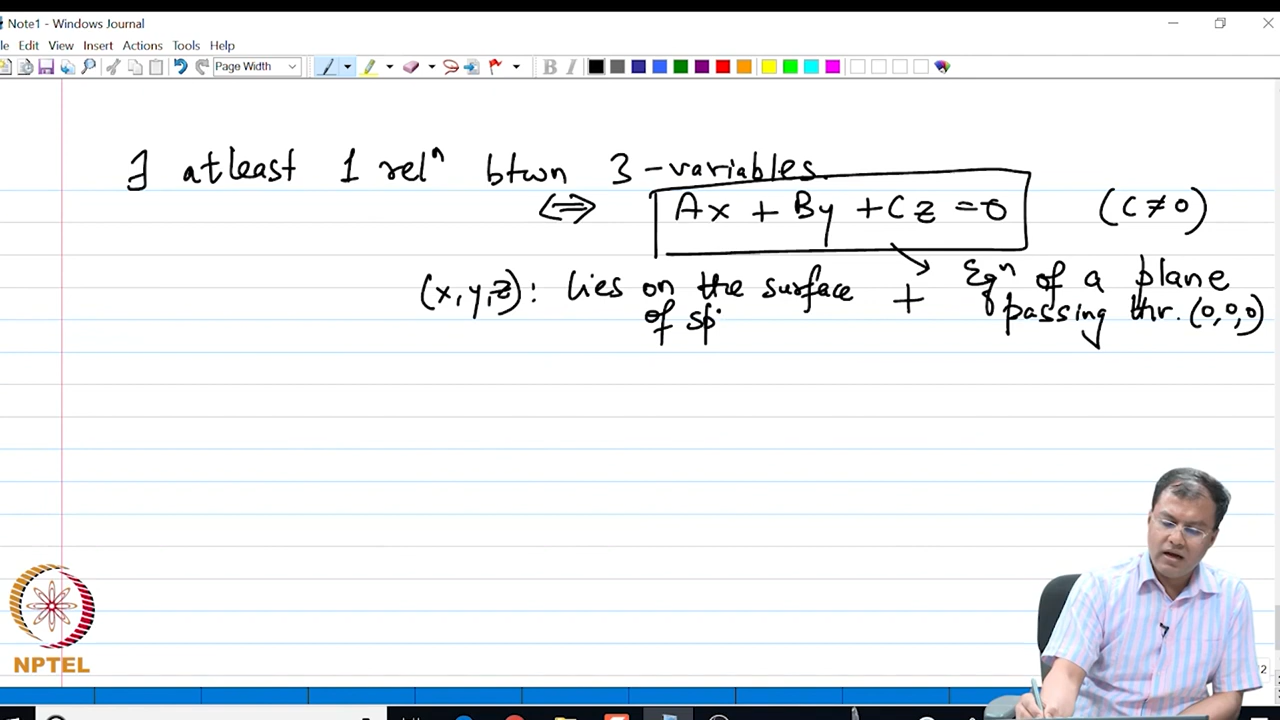 Note1 - Windows Journal
le Edit View Insert Actions Tools Help
Page Width
∃ atleast 1 relⁿ btwn 3-variables.
⟺ Ax + By + Cz = 0 (C ≠ 0)
(x, y, z) : lies on the surface + Eqⁿ of a plane
of sp passing thr. (0, 0, 0)
NPTEL